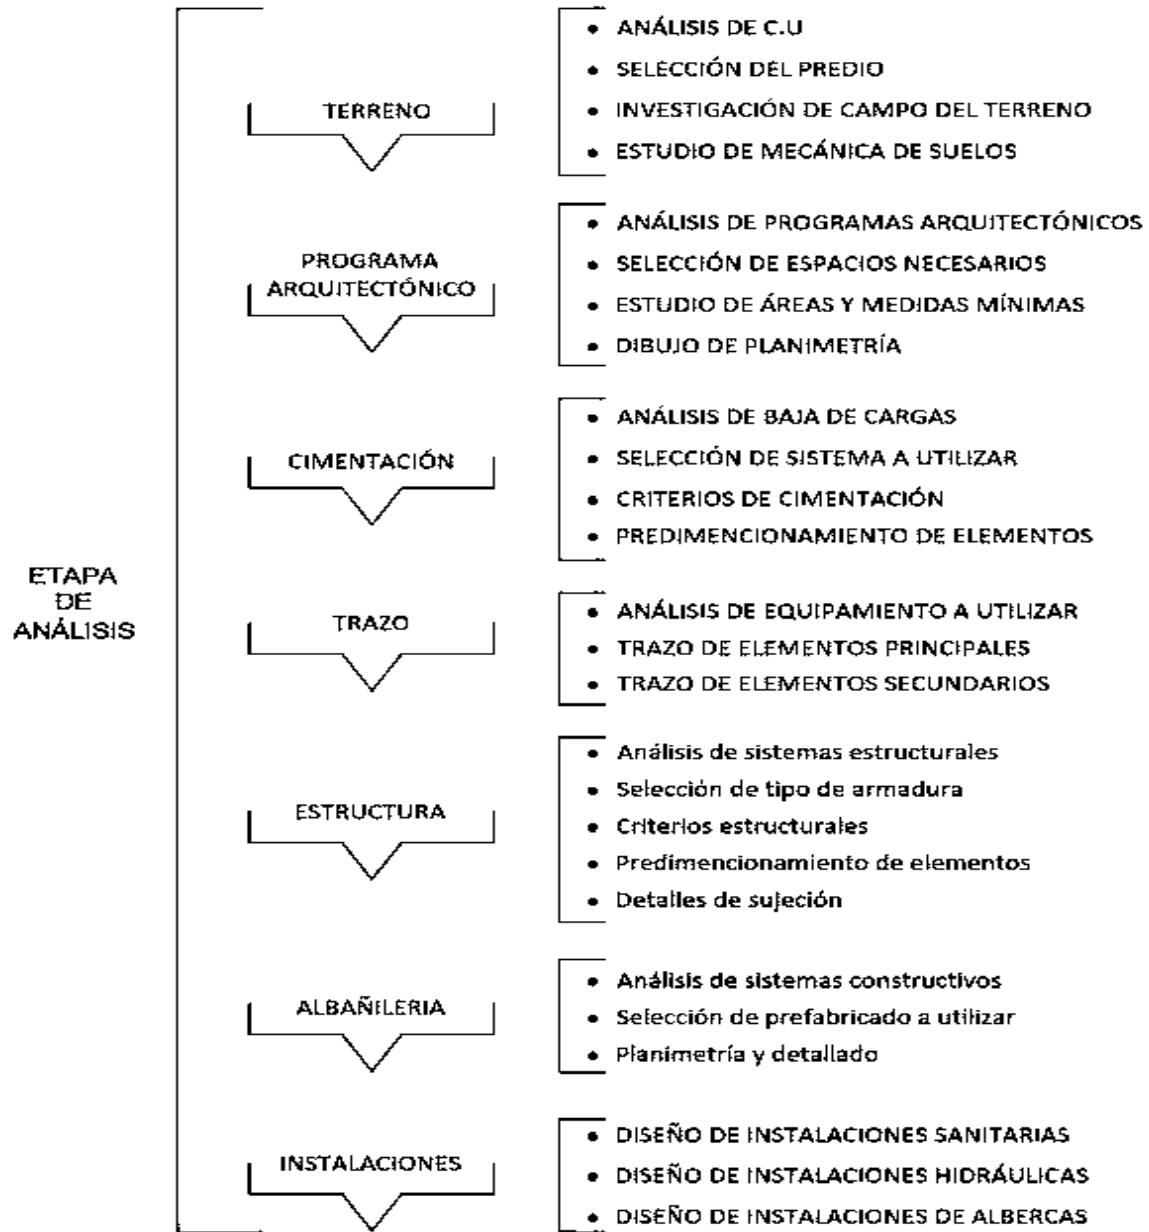 ETAPA
DE
ANÁLISIS
TERRENO
• ANÁLISIS DE C.U
• SELECCIÓN DEL PREDIO
• INVESTIGACIÓN DE CAMPO DEL TERRENO
• ESTUDIO DE MECÁNICA DE SUELOS
PROGRAMA
ARQUITECTÓNICO
• ANÁLISIS DE PROGRAMAS ARQUITECTÓNICOS
• SELECCIÓN DE ESPACIOS NECESARIOS
• ESTUDIO DE ÁREAS Y MEDIDAS MÍNIMAS
• DIBUJO DE PLANIMETRÍA
CIMENTACIÓN
• ANÁLISIS DE BAJA DE CARGAS
• SELECCIÓN DE SISTEMA A UTILIZAR
• CRITERIOS DE CIMENTACIÓN
• PREDIMENCIONAMIENTO DE ELEMENTOS
TRAZO
• ANÁLISIS DE EQUIPAMIENTO A UTILIZAR
• TRAZO DE ELEMENTOS PRINCIPALES
• TRAZO DE ELEMENTOS SECUNDARIOS
ESTRUCTURA
• Análisis de sistemas estructurales
• Selección de tipo de armadura
• Criterios estructurales
• Predimencionamiento de elementos
• Detalles de sujeción
ALBAÑILERIA
• Análisis de sistemas constructivos
• Selección de prefabricado a utilizar
• Planimetría y detallado
INSTALACIONES
• DISEÑO DE INSTALACIONES SANITARIAS
• DISEÑO DE INSTALACIONES HIDRÁULICAS
• DISEÑO DE INSTALACIONES DE ALBERCAS